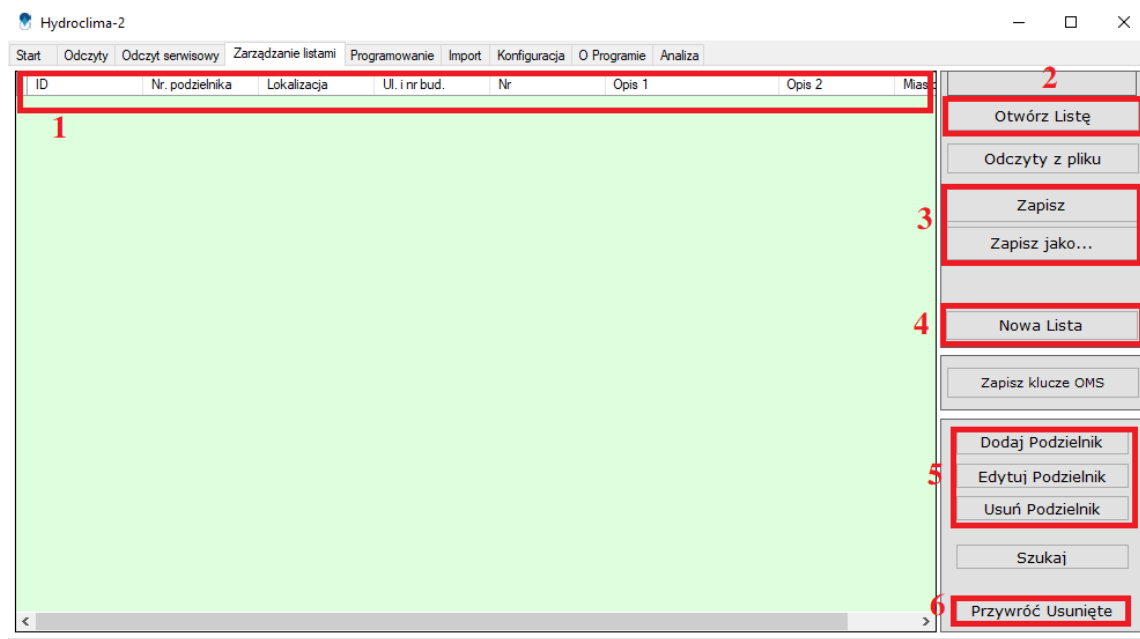 Hydroclima-2
Start Odczyty Odczyt serwisowy Zarządzanie listami Programowanie Import Konfiguracja O Programie Analiza
ID Nr. podzielnika Lokalizacja Ul. i nr bud. Nr Opis 1 Opis 2
1
2
Otwórz Listę
Odczyty z pliku
3
Zapisz
Zapisz jako...
4
Nowa Lista
Zapisz klucze OMS
5
Dodaj Podzielnik
Edytuj Podzielnik
Usuń Podzielnik
Szukaj
6
Przywróć Usunięte